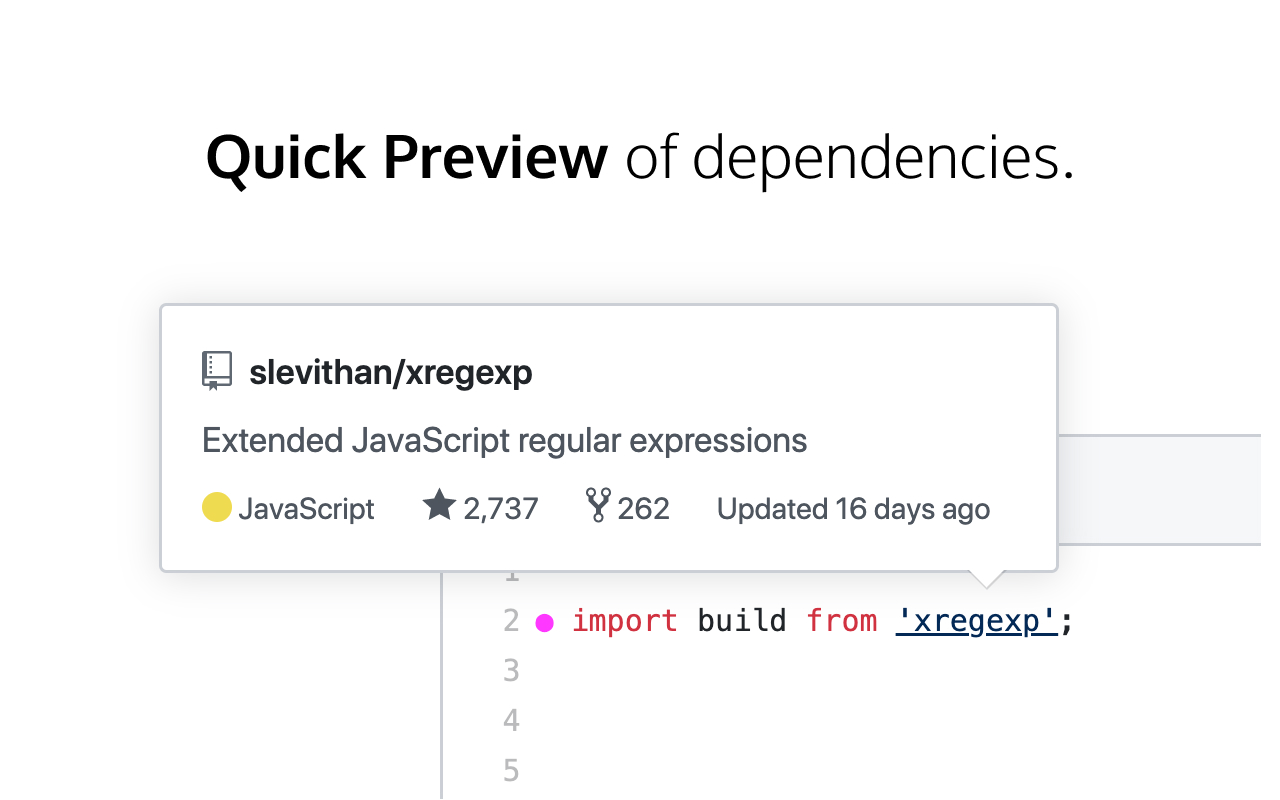 Quick Preview of dependencies.
slevithan/xregexp
Extended JavaScript regular expressions
JavaScript 2,737 262 Updated 16 days ago
1
2 import build from 'xregexp';
3
4
5